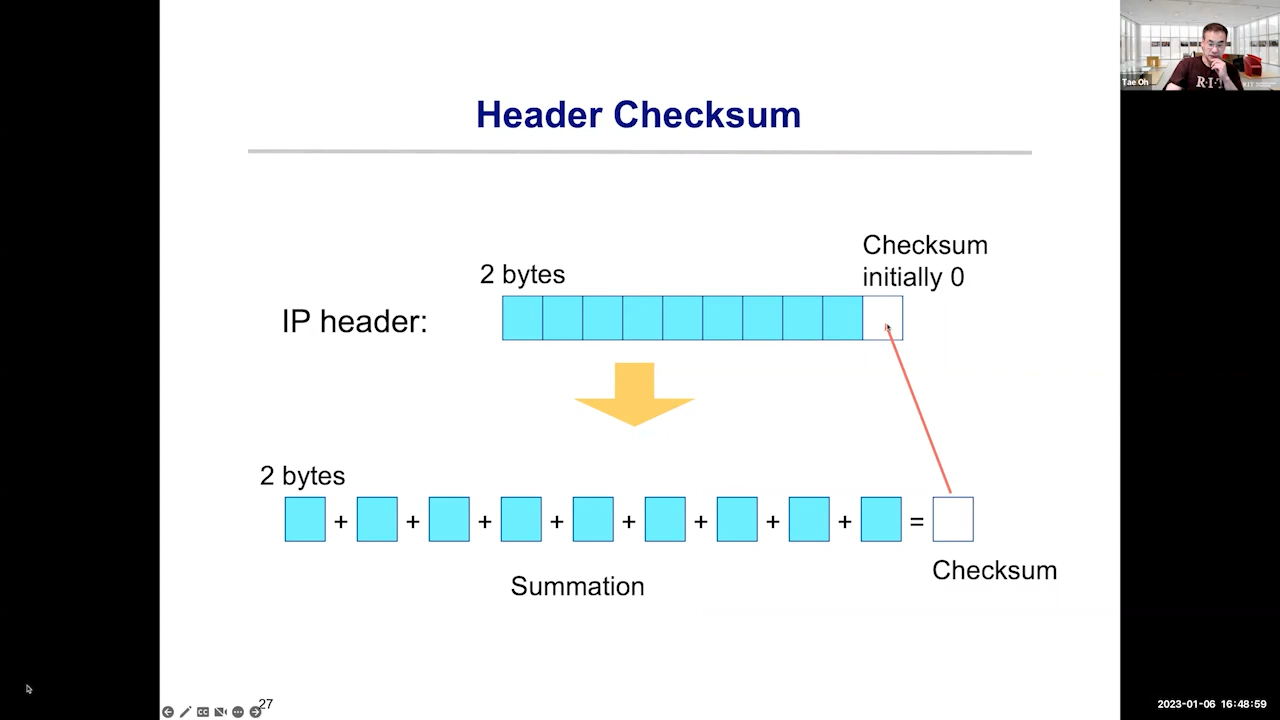 Header Checksum
Checksum
initially 0
2 bytes
IP header:
2 bytes
+ + + + + + + + =
Summation
Checksum
27
Tae Oh
R·I·T
2023-01-06 16:48:59